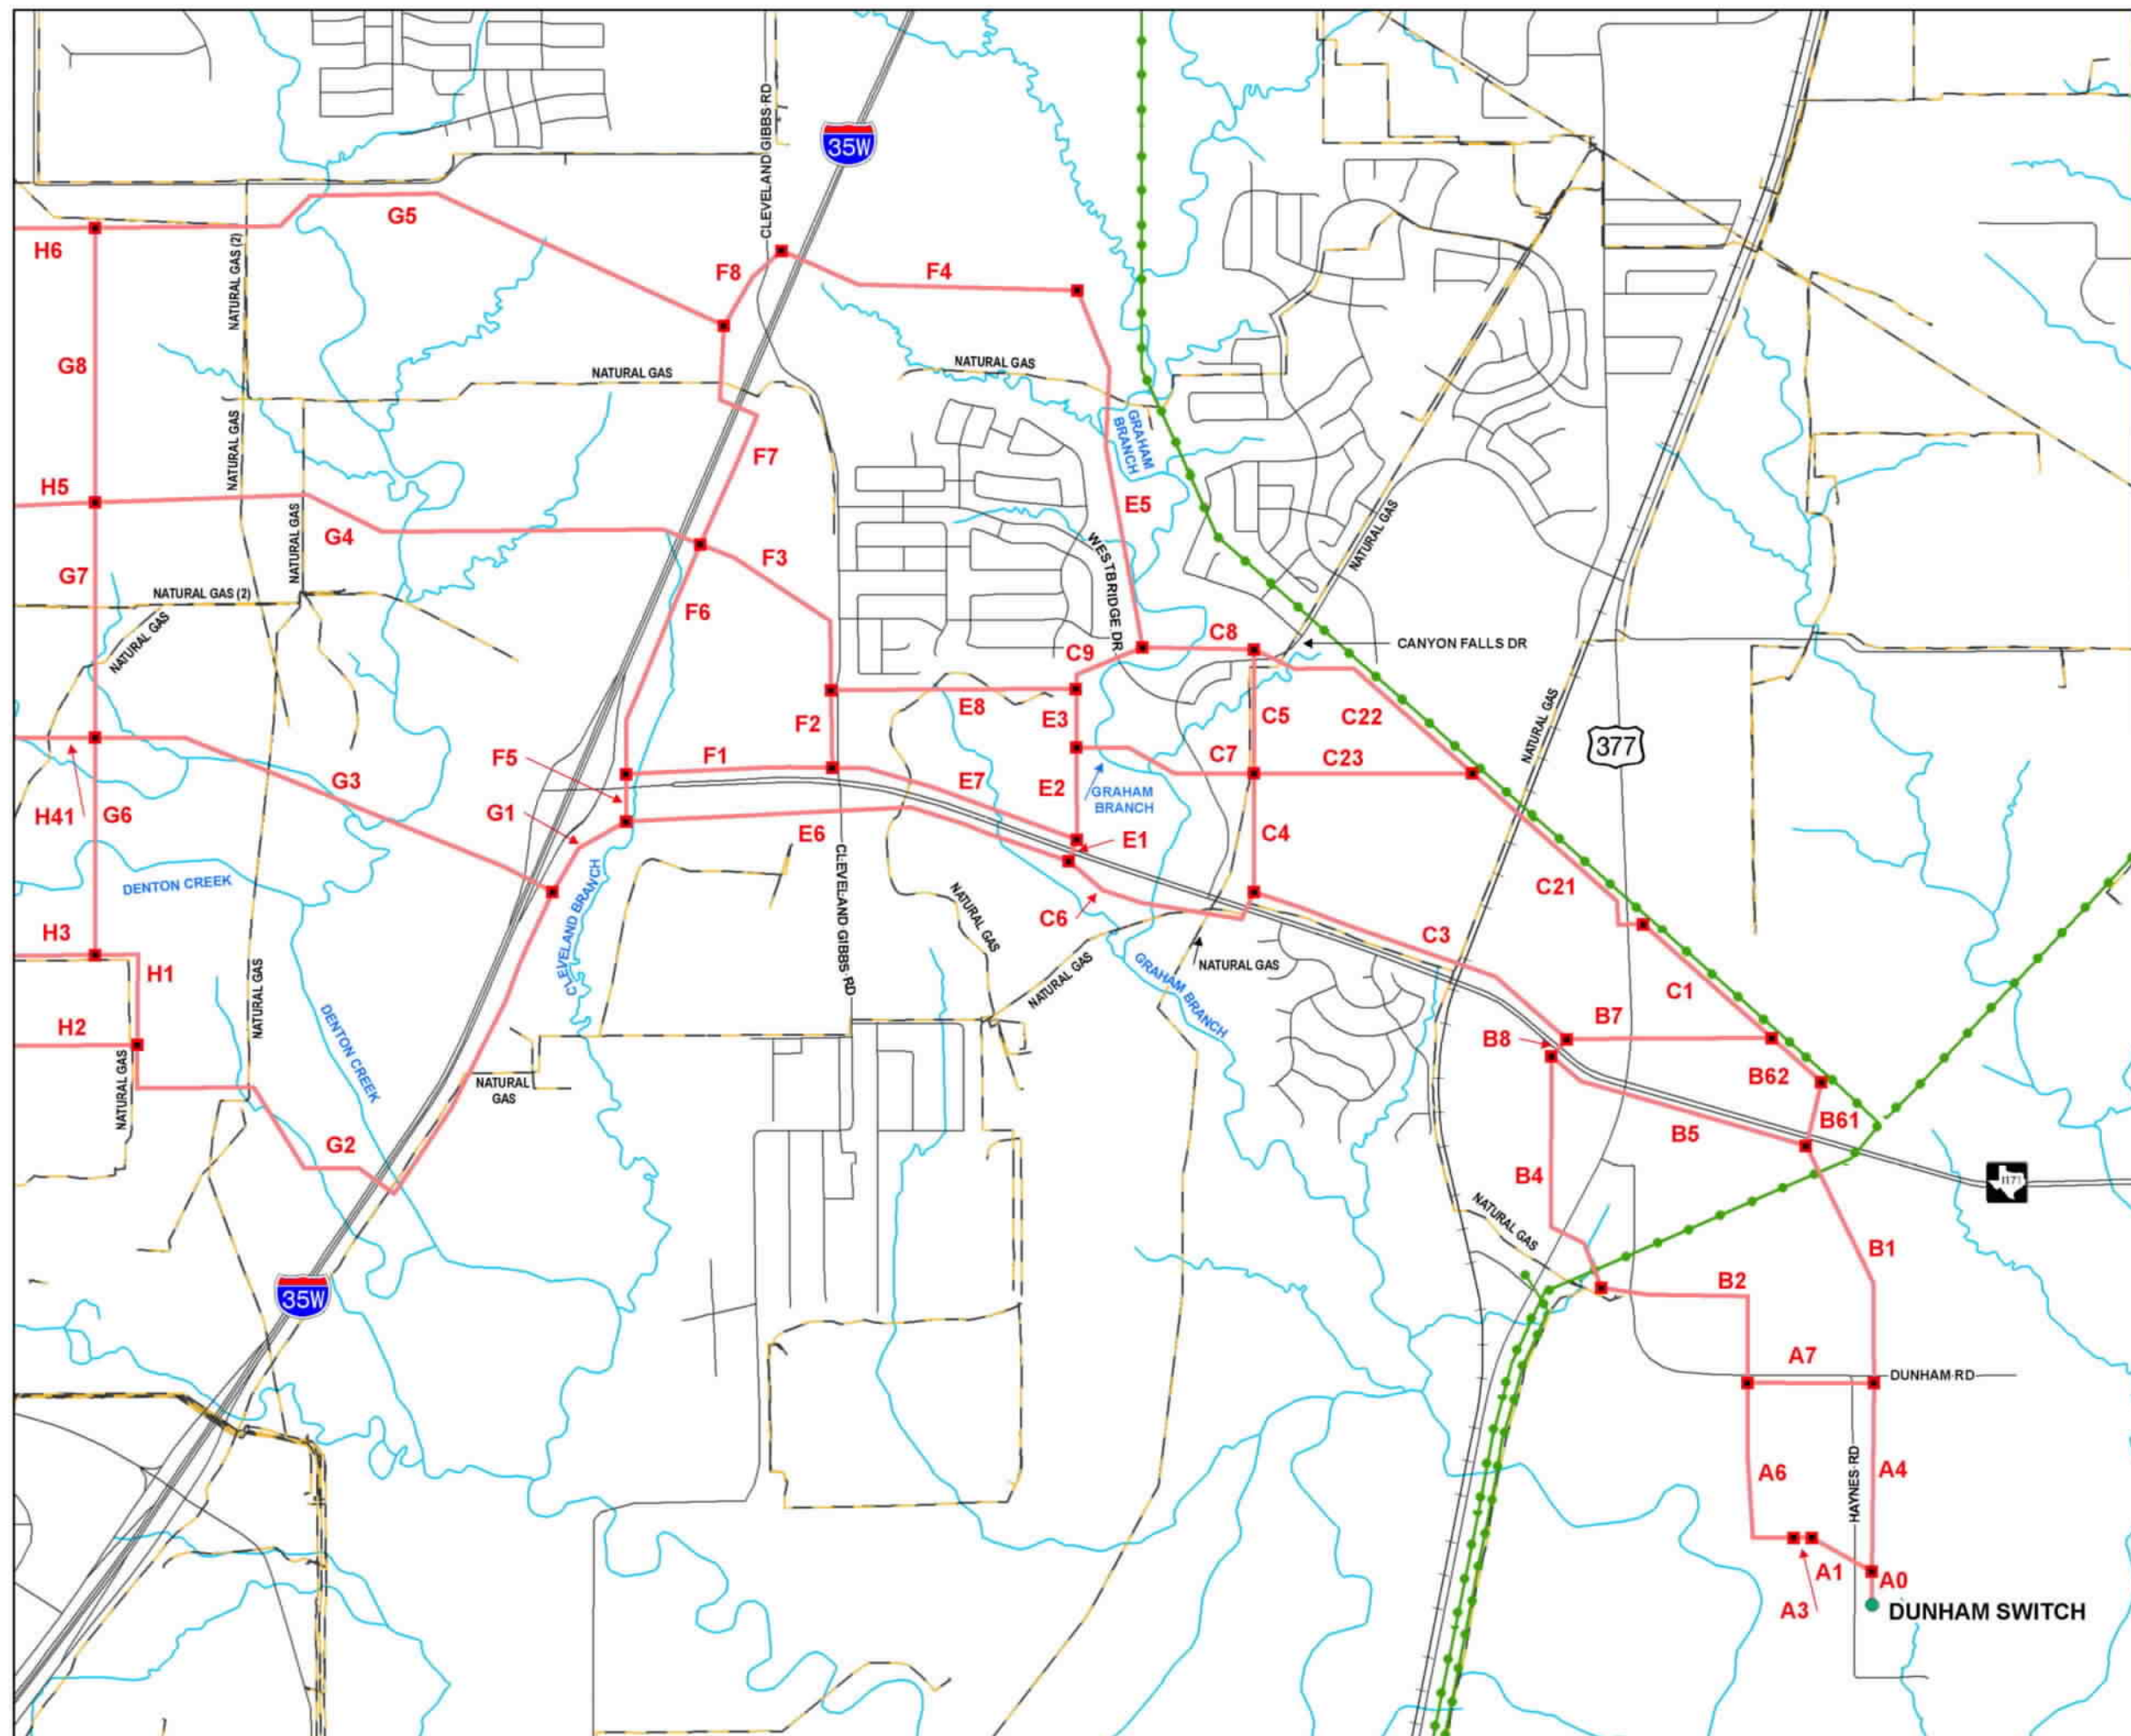 CLEVELAND GIBBS RD
35W
H6
G5
F8
F4
NATURAL GAS (2)
G8
NATURAL GAS
NATURAL GAS
NATURAL GAS
GRAHAM
BRANCH
F7
H5
NATURAL GAS
G4
E5
NATURAL GAS
WESTBRIDGE DR
G7
F3
NATURAL GAS (2)
F6
NATURAL GAS
C8
CANYON FALLS DR
C9
E8
E3
C5
C22
NATURAL GAS
F2
377
F5
F1
G3
E7
E2
C7
C23
GRAHAM
BRANCH
H41
G6
G1
E6
E1
C4
DENTON CREEK
CLEVELAND BRANCH
CLEVELAND GIBBS RD
NATURAL GAS
C6
C21
H3
H1
NATURAL GAS
NATURAL GAS
GRAHAM BRANCH
NATURAL GAS
C3
C1
H2
DENTON CREEK
B7
B8
NATURAL GAS
NATURAL
GAS
B62
B61
B5
G2
B4
1171
NATURAL GAS
B1
35W
B2
A7
DUNHAM RD
A6
HAYNES RD
A4
A1
A0
A3
DUNHAM SWITCH